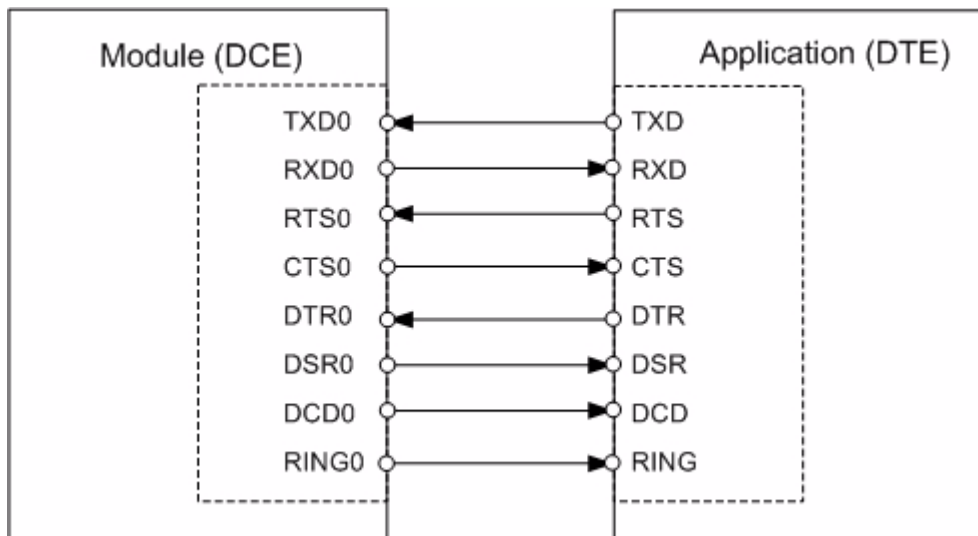 Module (DCE)
Application (DTE)
TXD0
TXD
RXD0
RXD
RTS0
RTS
CTS0
CTS
DTR0
DTR
DSR0
DSR
DCD0
DCD
RING0
RING